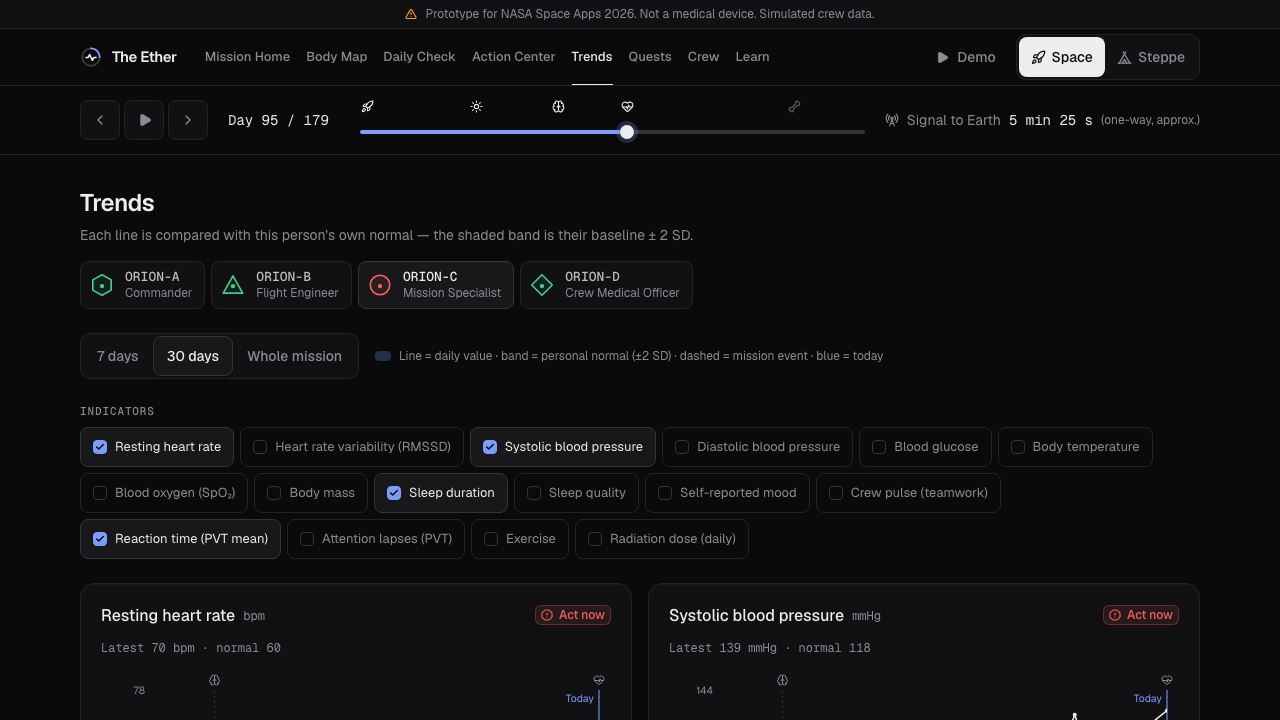 Prototype for NASA Space Apps 2026. Not a medical device. Simulated crew data.
The Ether Mission Home Body Map Daily Check Action Center Trends Quests Crew Learn Demo Space Steppe
Day 95 / 179 Signal to Earth 5 min 25 s (one-way, approx.)
Trends
Each line is compared with this person's own normal — the shaded band is their baseline ± 2 SD.
ORION-A ORION-B ORION-C ORION-D
Commander Flight Engineer Mission Specialist Crew Medical Officer
7 days 30 days Whole mission Line = daily value · band = personal normal (±2 SD) · dashed = mission event · blue = today
INDICATORS
Resting heart rate Heart rate variability (RMSSD) Systolic blood pressure Diastolic blood pressure Blood glucose Body temperature
Blood oxygen (SpO₂) Body mass Sleep duration Sleep quality Self-reported mood Crew pulse (teamwork)
Reaction time (PVT mean) Attention lapses (PVT) Exercise Radiation dose (daily)
Resting heart rate bpm Act now Systolic blood pressure mmHg Act now
Latest 70 bpm · normal 60 Latest 139 mmHg · normal 118
78 Today 144 Today